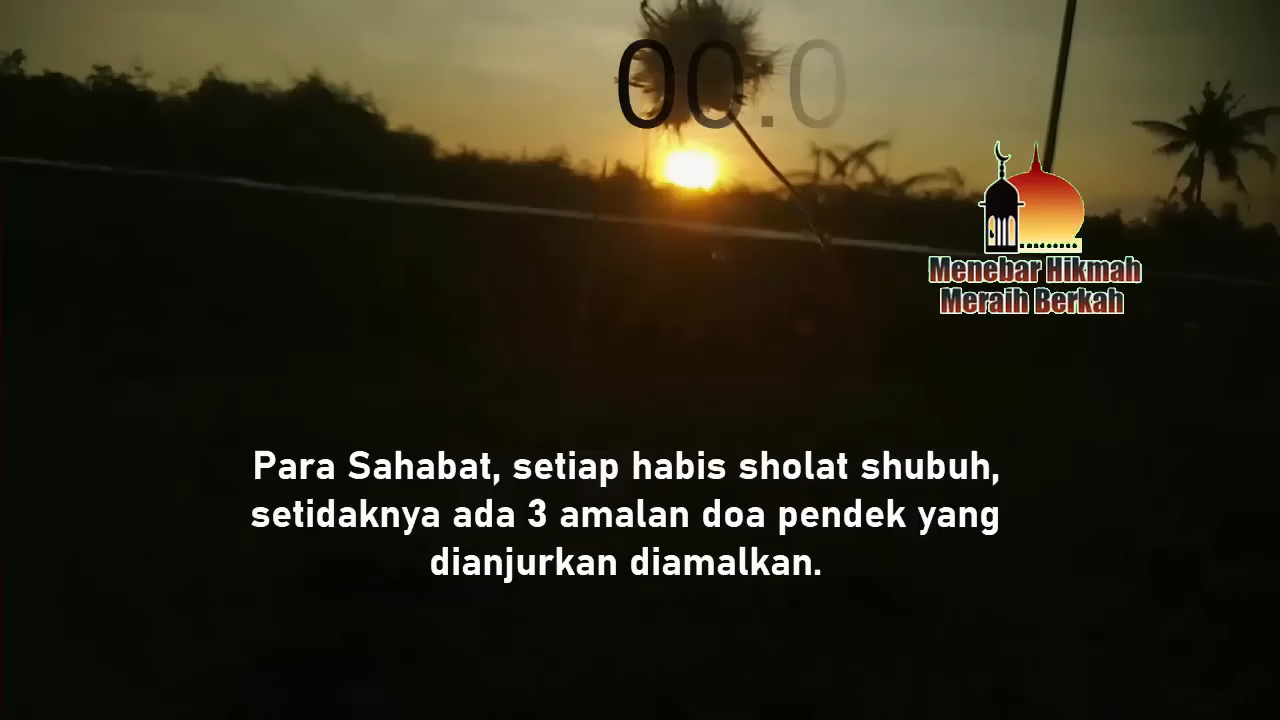 00:0
Menebar Hikmah
Meraih Berkah
Para Sahabat, setiap habis sholat shubuh,
setidaknya ada 3 amalan doa pendek yang
dianjurkan diamalkan.